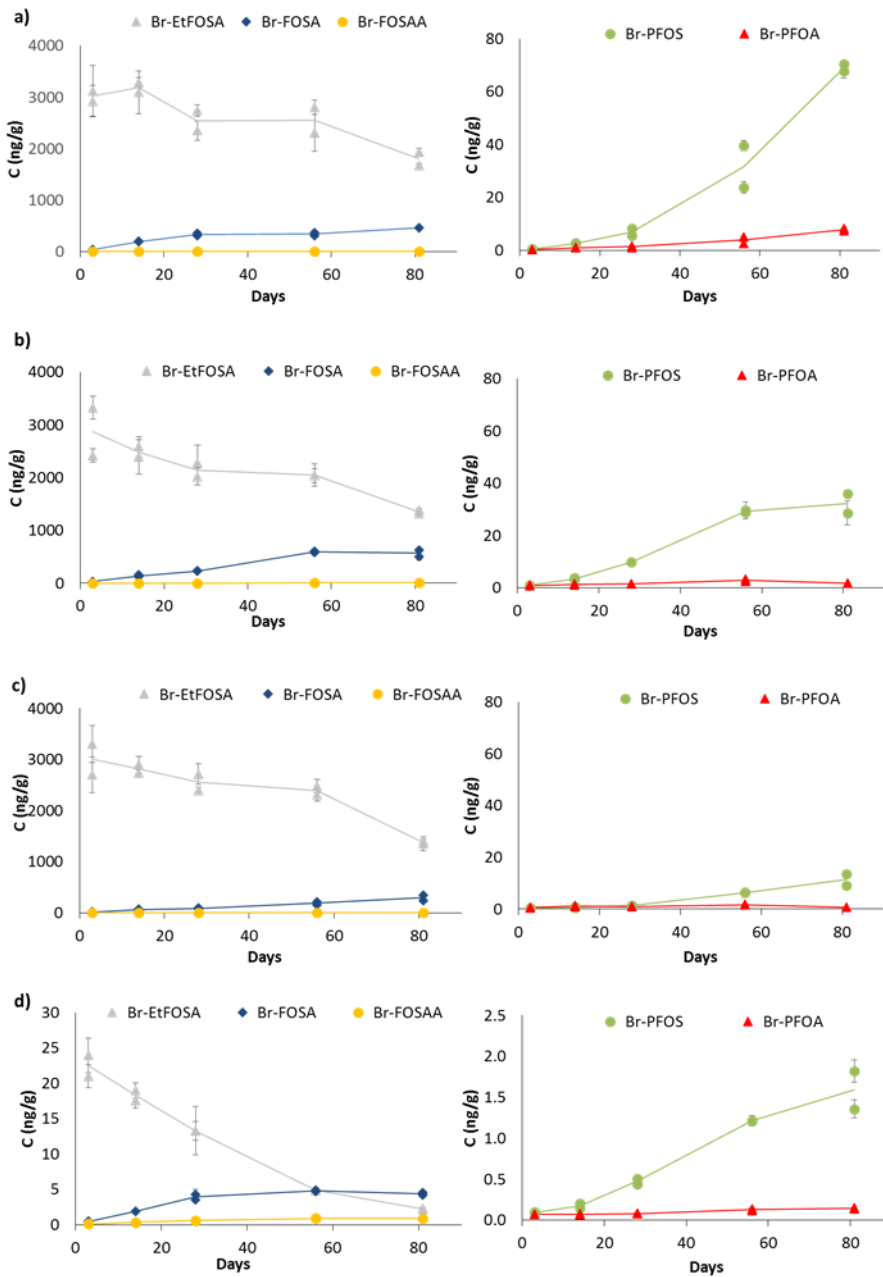 a)
Br-EtFOSA Br-FOSA Br-FOSAA
C (ng/g)
4000
3000
2000
1000
0
0 20 40 60 80
Days
Br-PFOS Br-PFOA
C (ng/g)
80
60
40
20
0
0 20 40 60 80
Days
b)
Br-EtFOSA Br-FOSA Br-FOSAA
C (ng/g)
4000
3000
2000
1000
0
0 20 40 60 80
Days
Br-PFOS Br-PFOA
C (ng/g)
80
60
40
20
0
0 20 40 60 80
Days
c)
Br-EtFOSA Br-FOSA Br-FOSAA
C (ng/g)
4000
3000
2000
1000
0
0 20 40 60 80
Days
Br-PFOS Br-PFOA
C (ng/g)
80
60
40
20
0
0 20 40 60 80
Days
d)
Br-EtFOSA Br-FOSA Br-FOSAA
C (ng/g)
30
25
20
15
10
5
0
0 20 40 60 80
Days
Br-PFOS Br-PFOA
C (ng/g)
2.5
2.0
1.5
1.0
0.5
0.0
0 20 40 60 80
Days